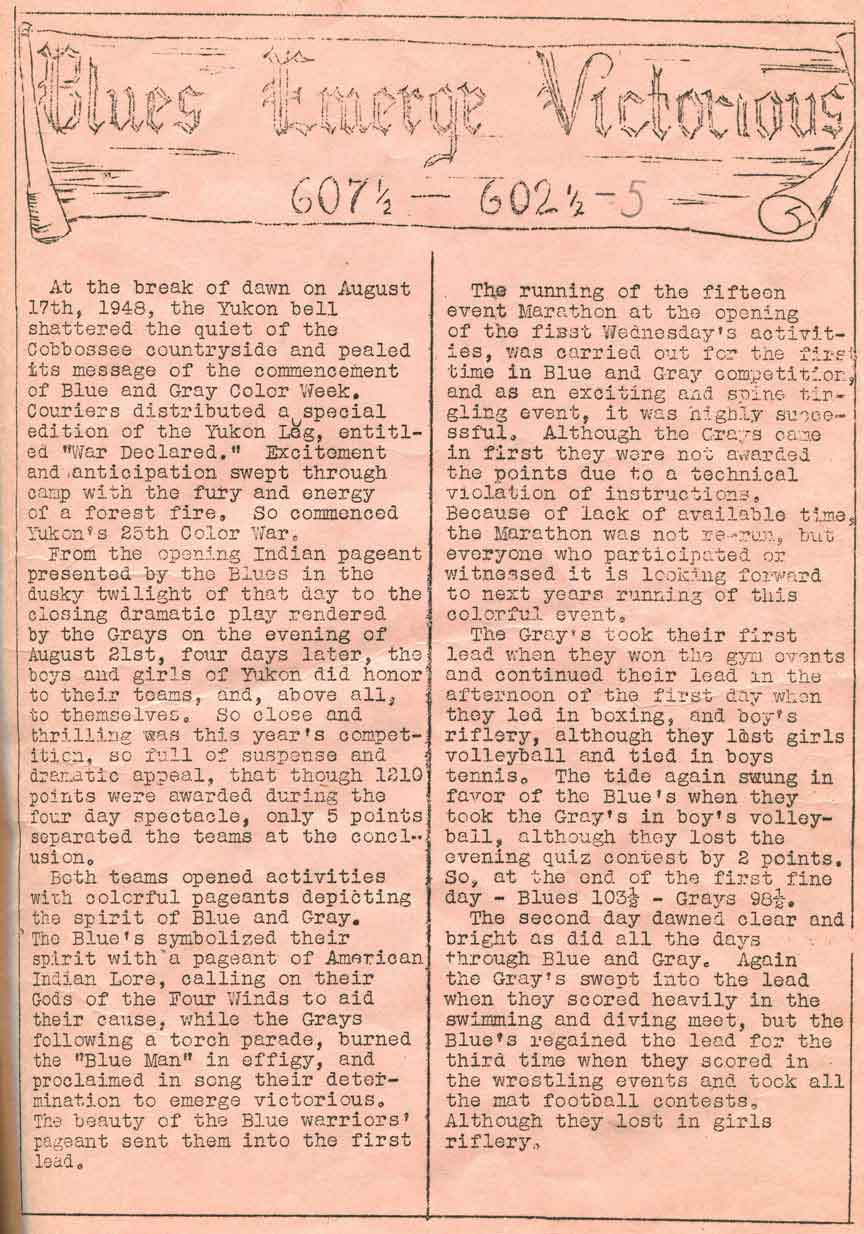 Blues Emerge Victorious
607½ — 602½ - 5
At the break of dawn on August
17th, 1948, the Yukon bell
shattered the quiet of the
Cobbossee countryside and pealed
its message of the commencement
of Blue and Gray Color Week.
Couriers distributed a special
edition of the Yukon Log, entitl-
ed "War Declared." Excitement
and anticipation swept through
camp with the fury and energy
of a forest fire. So commenced
Yukon's 25th Color War.
From the opening Indian pageant
presented by the Blues in the
dusky twilight of that day to the
closing dramatic play rendered
by the Grays on the evening of
August 21st, four days later, the
boys and girls of Yukon did honor
to their teams, and, above all,
to themselves. So close and
thrilling was this year's compet-
ition, so full of suspense and
dramatic appeal, that though 1210
points were awarded during the
four day spectacle, only 5 points
separated the teams at the concl-
usion.
Both teams opened activities
with colorful pageants depicting
the spirit of Blue and Gray.
The Blue's symbolized their
spirit with a pageant of American
Indian Lore, calling on their
Gods of the Four Winds to aid
their cause, while the Grays
following a torch parade, burned
the "Blue Man" in effigy, and
proclaimed in song their deter-
mination to emerge victorious.
The beauty of the Blue warriors'
pageant sent them into the first
lead.
The running of the fifteen
event Marathon at the opening
of the first Wednesday's activit-
ies, was carried out for the first
time in Blue and Gray competition,
and as an exciting and spine tin-
gling event, it was highly succe-
ssful. Although the Grays came
in first they were not awarded
the points due to a technical
violation of instructions.
Because of lack of available time,
the Marathon was not re-run, but
everyone who participated or
witnessed it is looking forward
to next years running of this
colorful event.
The Gray's took their first
lead when they won the gym events
and continued their lead in the
afternoon of the first day when
they led in boxing, and boy's
riflery, although they lost girls
volleyball and tied in boys
tennis. The tide again swung in
favor of the Blue's when they
took the Gray's in boy's volley-
ball, although they lost the
evening quiz contest by 2 points.
So, at the end of the first fine
day - Blues 103½ - Grays 98½.
The second day dawned clear and
bright as did all the days
through Blue and Gray. Again
the Gray's swept into the lead
when they scored heavily in the
swimming and diving meet, but the
Blue's regained the lead for the
third time when they scored in
the wrestling events and took all
the mat football contests.
Although they lost in girls
riflery.